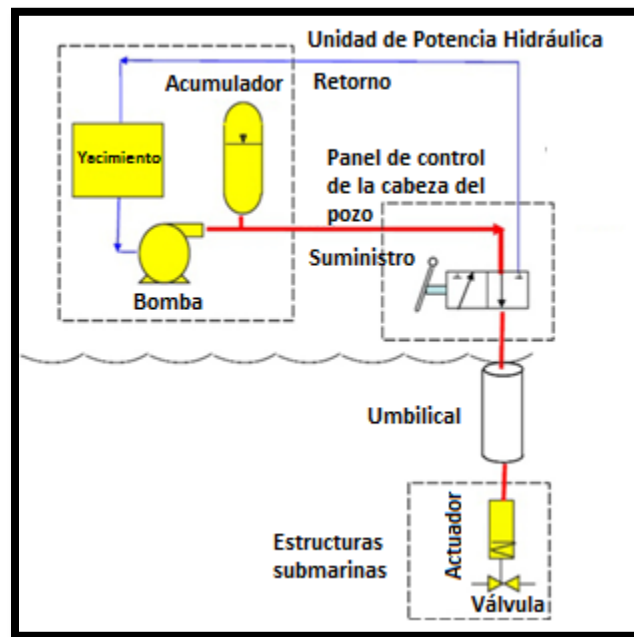 Unidad de Potencia Hidráulica
Acumulador
Retorno
Yacimiento
Panel de control
de la cabeza del
pozo
Suministro
Bomba
Umbilical
Actuador
Estructuras
submarinas
Válvula